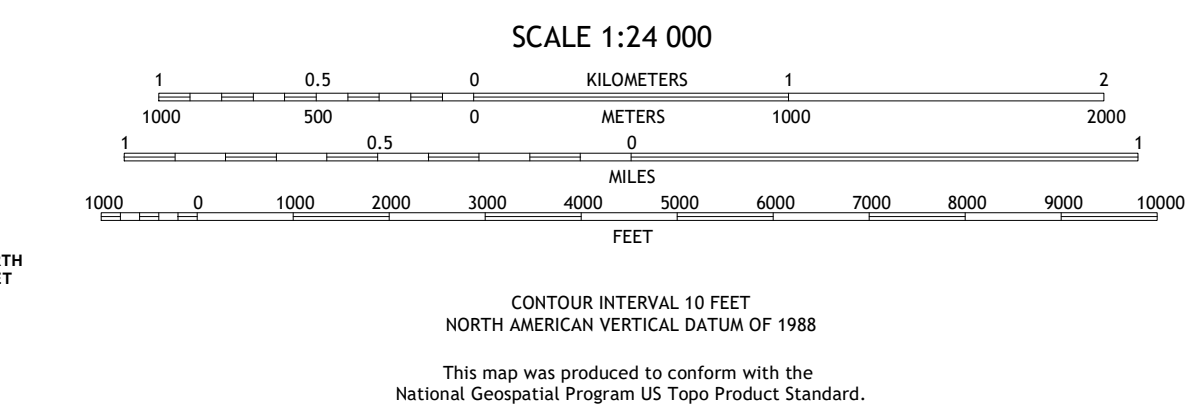 SCALE 1:24 000
1 0.5 0 KILOMETERS 1 2
1000 500 0 METERS 1000 2000
1 0.5 0 1
MILES
1000 0 1000 2000 3000 4000 5000 6000 7000 8000 9000 10000
FEET
TH
ET
CONTOUR INTERVAL 10 FEET
NORTH AMERICAN VERTICAL DATUM OF 1988
This map was produced to conform with the
National Geospatial Program US Topo Product Standard.